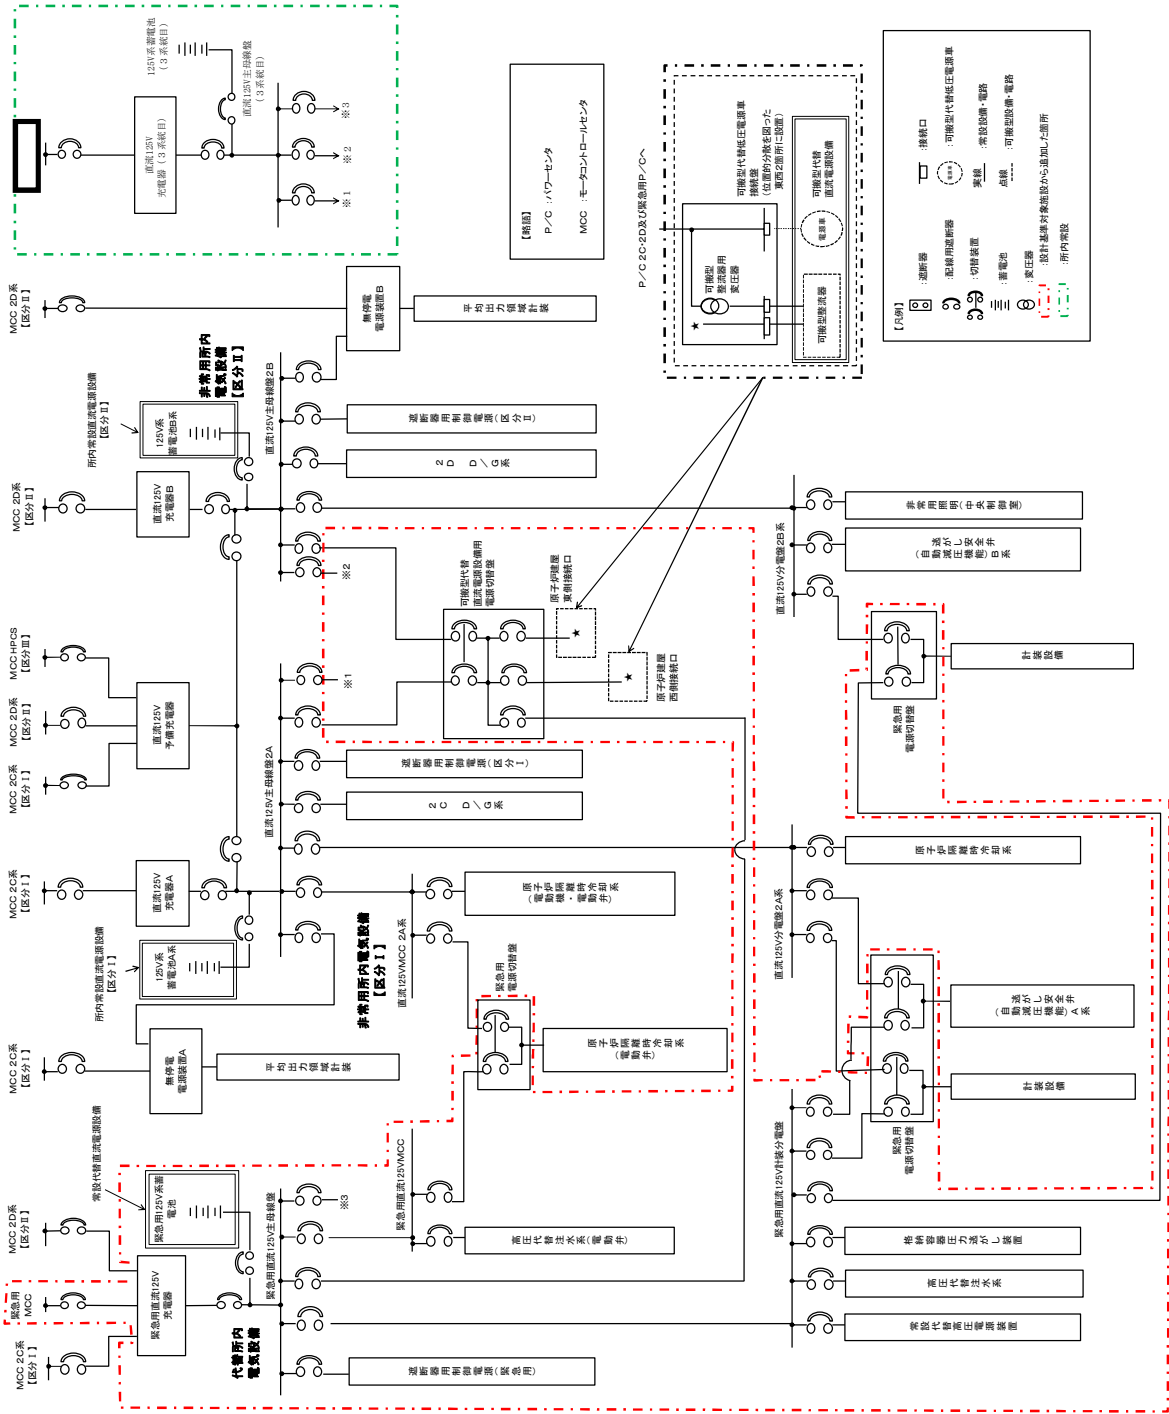 125V系蓄電池
(3系統目)
直流125V主母線盤
(3系統目)
直流125V
充電器(3系統目)
※1
※2
※3
【略語】
P/C :パワーセンタ
MCC :モータコントロールセンタ
P/C 2C・2D及び緊急用P/Cへ
可搬型代替低圧電源車
接続盤
(位置的分散を図った
東西2箇所に設置)
可搬型
整流器用
変圧器
★
可搬型代替
直流電源設備
電源車
可搬型整流器
【凡例】
:遮断器
:配線用遮断器
:切替装置
:蓄電池
:変圧器
:設計基準対象施設から追加した箇所
:所内常設
:接続口
電源車
:可搬型代替低圧電源車
実線
:常設設備・電路
点線
:可搬型設備・電路
MCC 2D系
【区分Ⅱ】
無停電
電源装置B
平均出力領域計装
非常用所内
電気設備
【区分Ⅱ】
所内常設直流電源設備
【区分Ⅱ】
125V系
蓄電池B系
MCC 2D系
【区分Ⅱ】
直流125V
充電器B
直流125V主母線盤2B
遮断器用制御電源(区分Ⅱ)
2D D/G系
※2
MCC HPCS
【区分Ⅲ】
MCC 2D系
【区分Ⅱ】
MCC 2C系
【区分Ⅰ】
直流125V
予備充電器
可搬型代替
直流電源設備用
電源切替盤
原子炉建屋
東側接続口
★
原子炉建屋
西側接続口
★
直流125V分電盤2B系
非常用照明(中央制御室)
逃がし安全弁
(自動減圧機能)B系
緊急用
電源切替盤
計装設備
直流125V主母線盤2A
※1
遮断器用制御電源(区分Ⅰ)
2C D/G系
MCC 2C系
【区分Ⅰ】
直流125V
充電器A
所内常設直流電源設備
【区分Ⅰ】
125V系
蓄電池A系
非常用所内電気設備
【区分Ⅰ】
MCC 2C系
【区分Ⅰ】
無停電
電源装置A
平均出力領域計装
直流125VMCC 2A系
原子炉隔離時冷却系
(電動機・電動弁)
緊急用
電源切替盤
原子炉隔離時冷却系
(電動弁)
直流125V分電盤2A系
原子炉隔離時冷却系
逃がし安全弁
(自動減圧機能)A系
計装設備
緊急用
電源切替盤
常設代替直流電源設備
緊急用125V系蓄
電池
MCC 2D系
【区分Ⅱ】
緊急用
MCC
MCC 2C系
【区分Ⅰ】
緊急用直流125V
充電器
代替所内
電気設備
緊急用直流125V主母線盤
※3
遮断器用制御電源(緊急用)
緊急用直流125VMCC
高圧代替注水系(電動弁)
緊急用直流125V計装分電盤
格納容器圧力逃がし装置
高圧代替注水系
常設代替高圧電源装置